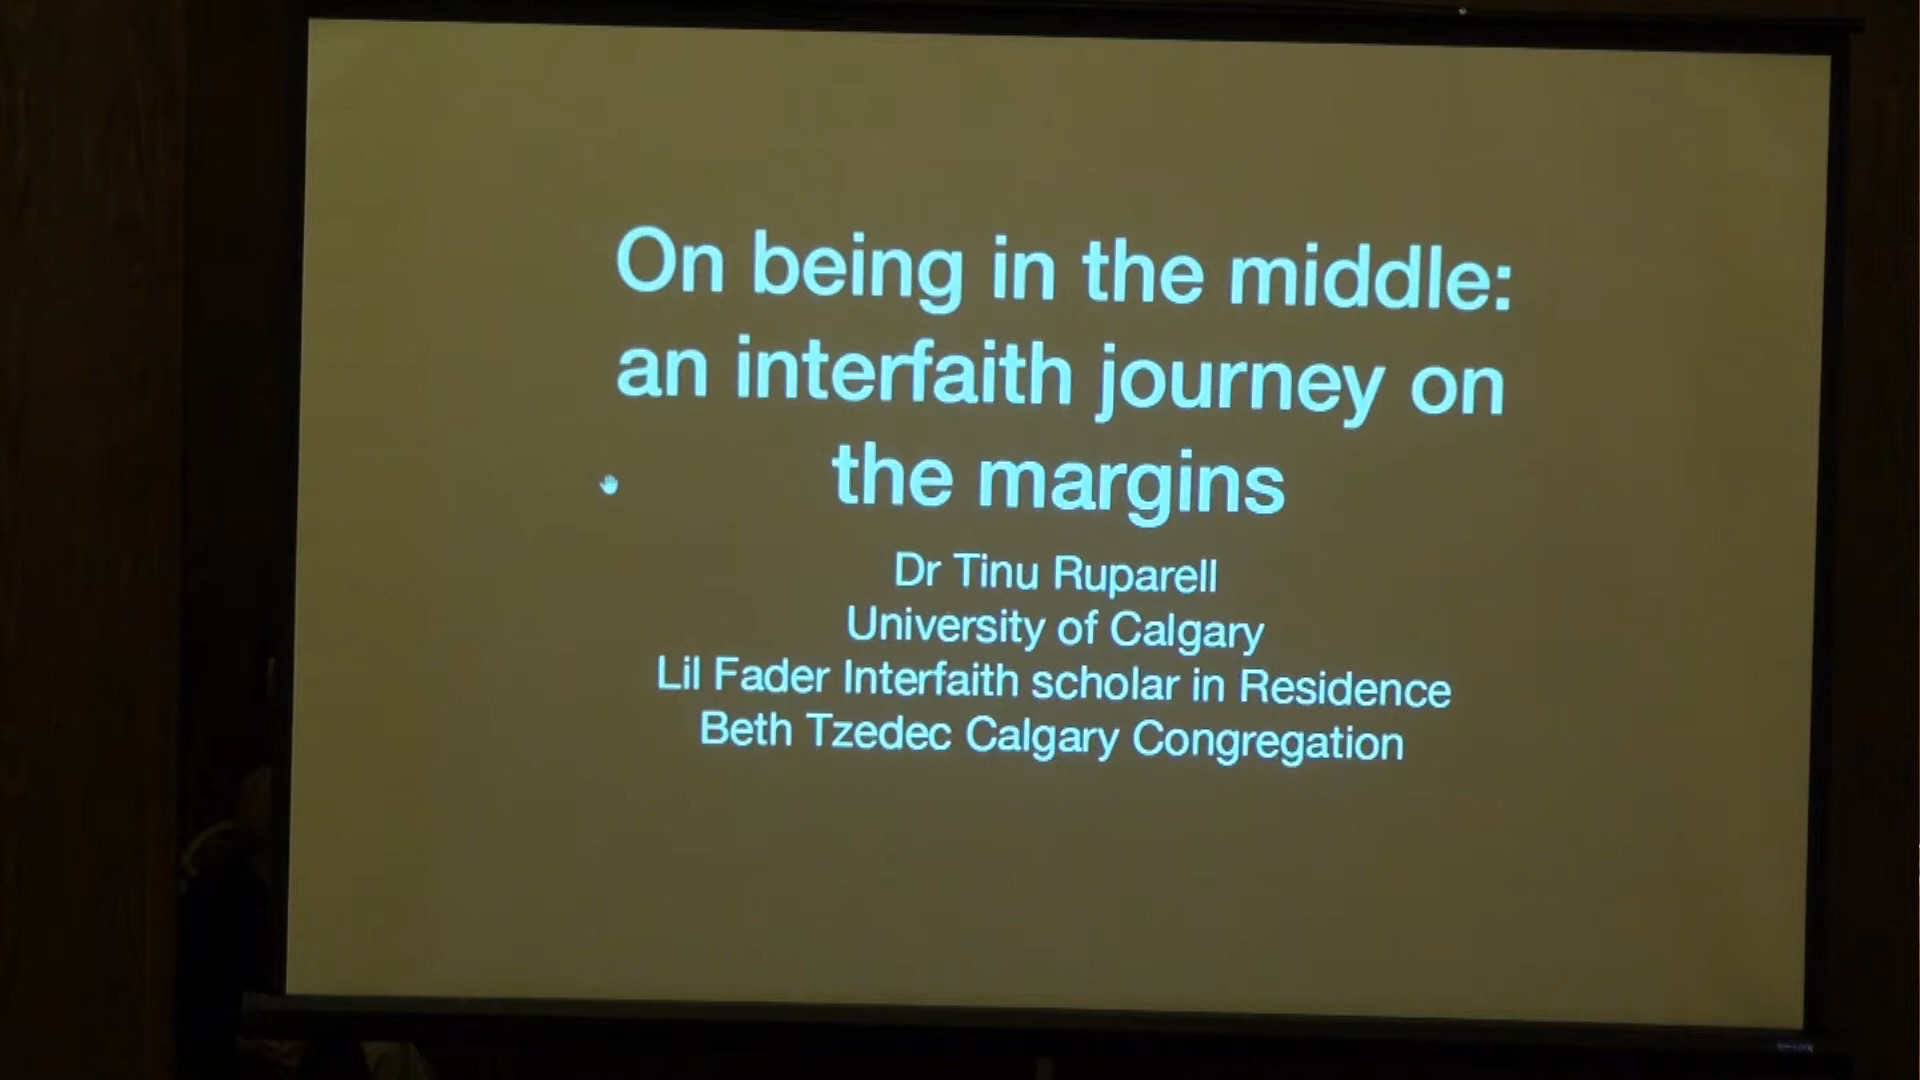 On being in the middle:
an interfaith journey on
the margins
Dr Tinu Ruparell
University of Calgary
Lil Fader Interfaith scholar in Residence
Beth Tzedec Calgary Congregation